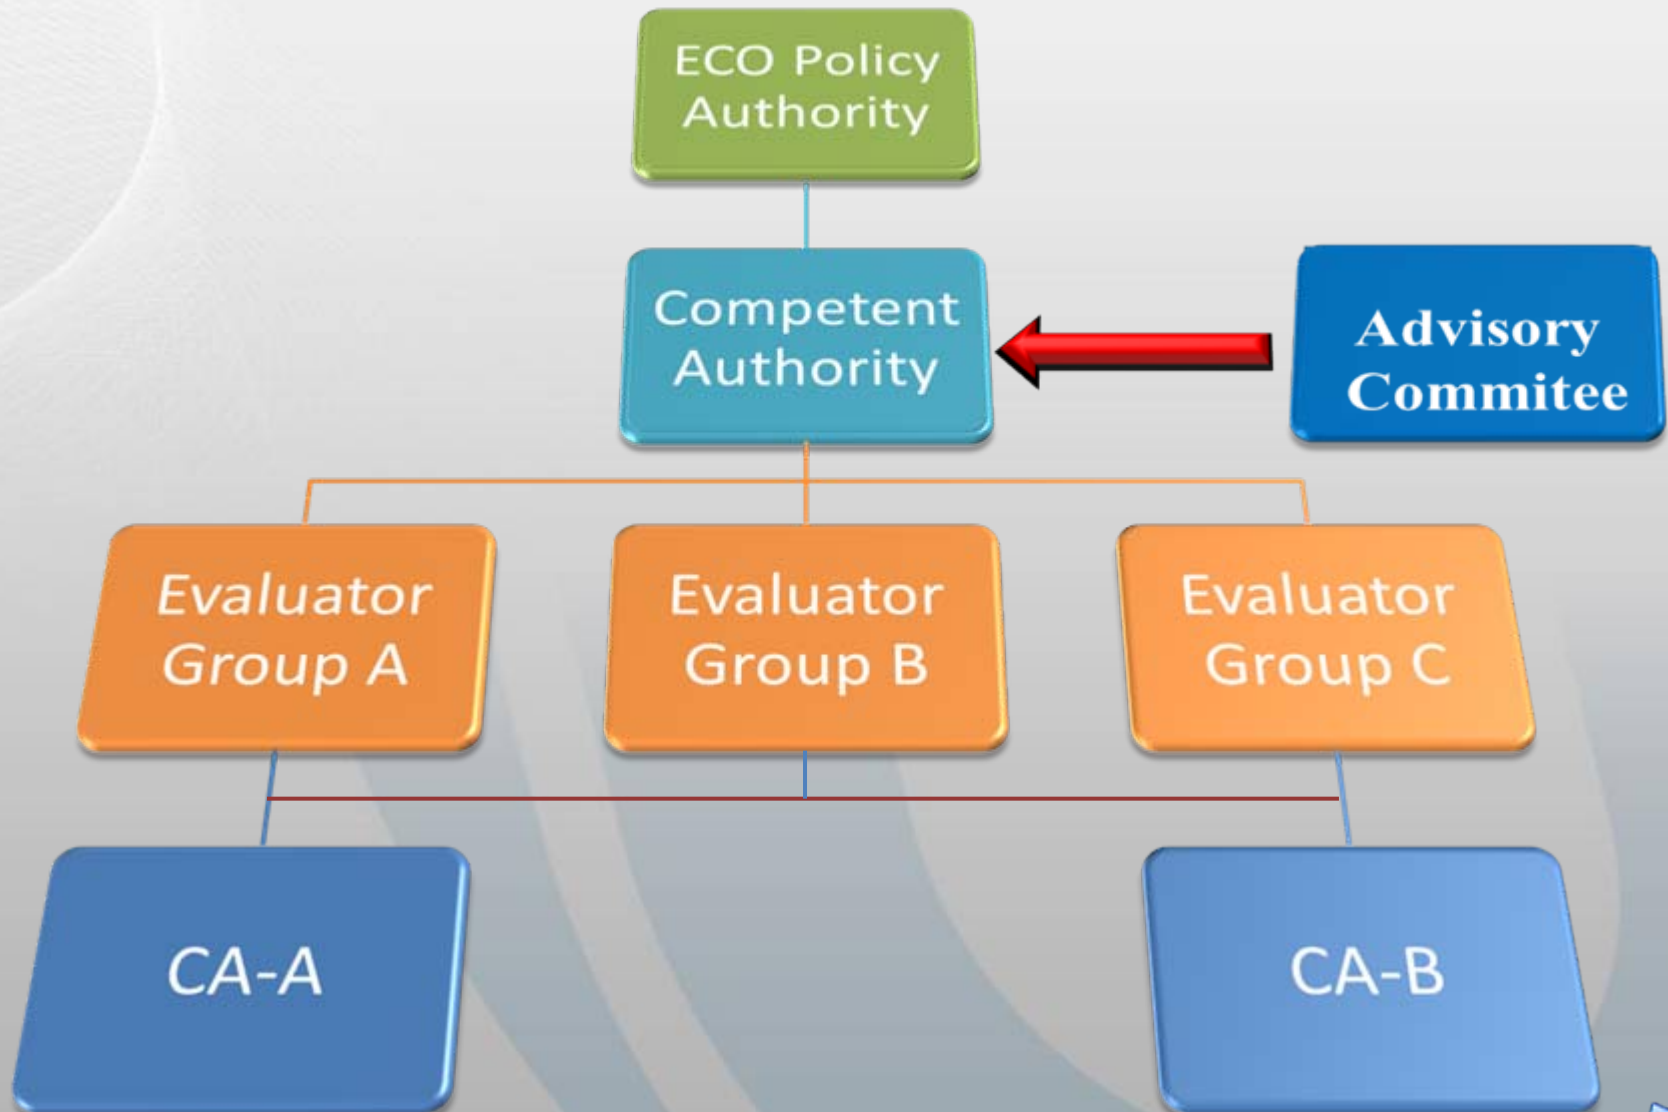 ECO Policy
Authority
Competent
Authority
Advisory
Commitee
Evaluator
Group A
Evaluator
Group B
Evaluator
Group C
CA-A
CA-B